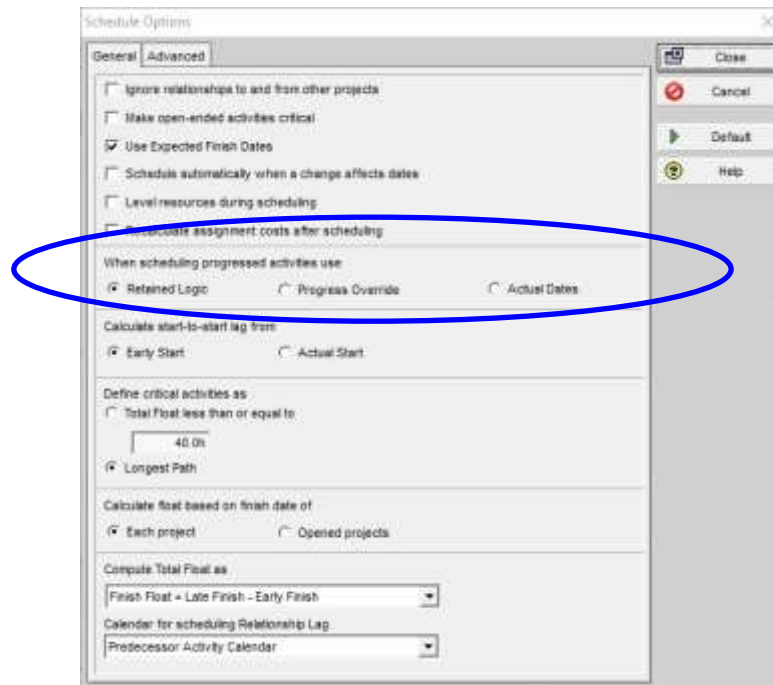 Schedule Options
General Advanced
Close
Cancel
Default
Help
Ignore relationships to and from other projects
Make open-ended activities critical
Use Expected Finish Dates
Schedule automatically when a change affects dates
Level resources during scheduling
Recalculate assignment costs after scheduling
When scheduling progressed activities use
Retained Logic Progress Override Actual Dates
Calculate start-to-start lag from
Early Start Actual Start
Define critical activities as
Total Float less than or equal to
40.0h
Longest Path
Calculate float based on finish date of
Each project Opened projects
Compute Total Float as
Finish Float = Late Finish - Early Finish
Calendar for scheduling Relationship Lag
Predecessor Activity Calendar